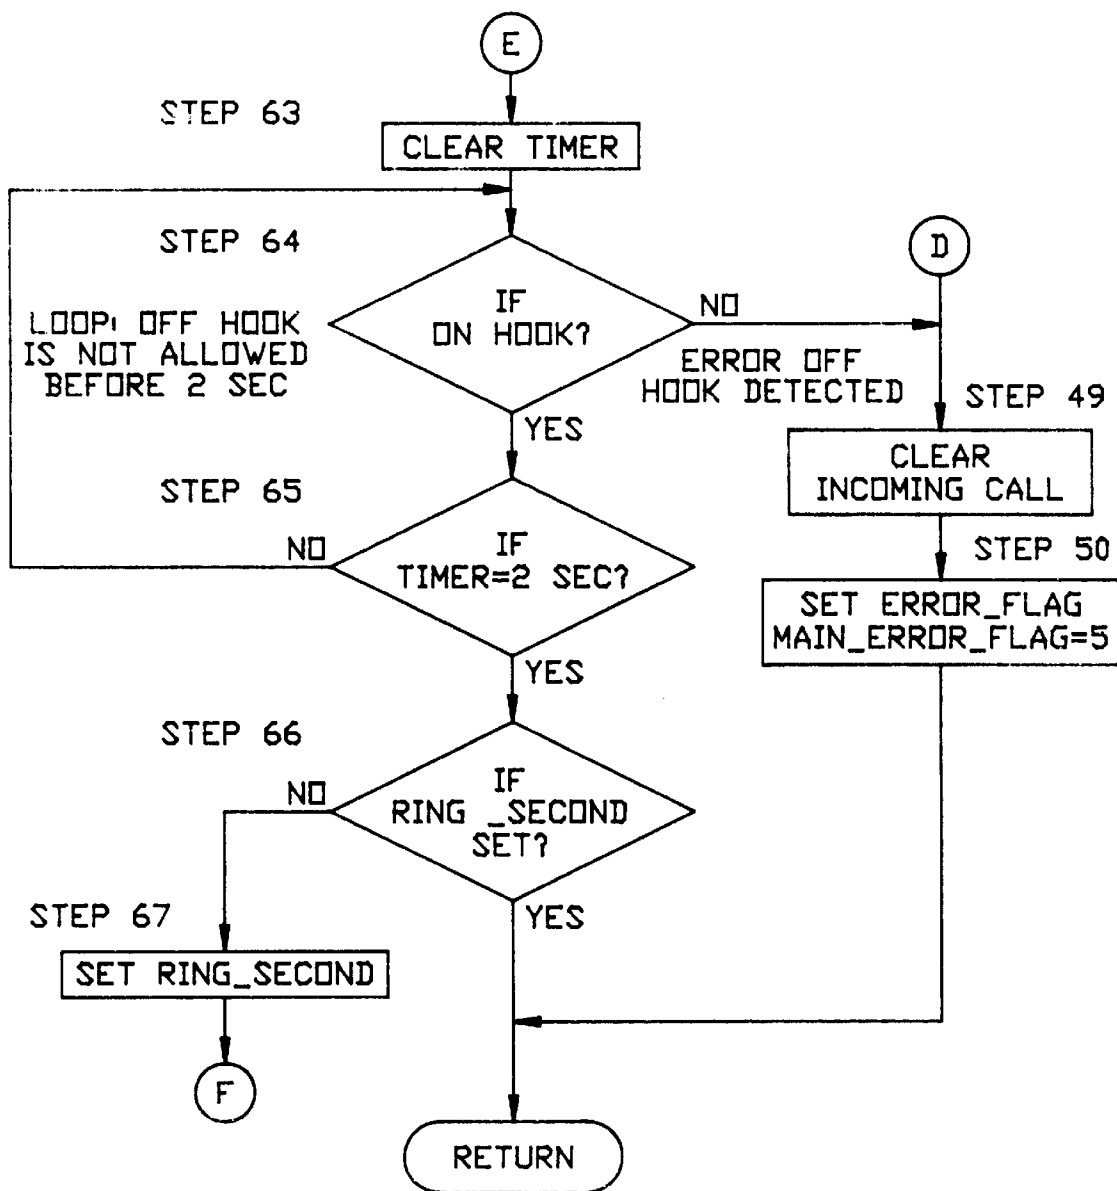 E
STEP 63
CLEAR TIMER
STEP 64
D
IF
ON HOOK?
NO
LOOP: OFF HOOK
IS NOT ALLOWED
BEFORE 2 SEC
ERROR OFF
HOOK DETECTED
STEP 49
YES
CLEAR
INCOMING CALL
STEP 65
NO
IF
TIMER=2 SEC?
STEP 50
SET ERROR_FLAG
MAIN_ERROR_FLAG=5
YES
STEP 66
NO
IF
RING _SECOND
SET?
YES
STEP 67
SET RING_SECOND
F
RETURN